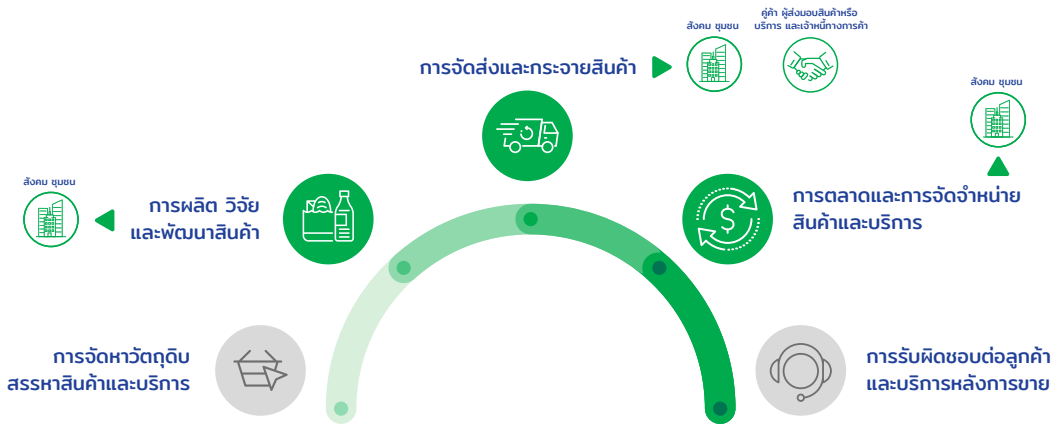 สังคม ชุมชน
คู่ค้า ผู้ส่งมอบสินค้าหรือ
บริการ และเจ้าหนี้ทางการค้า
การจัดส่งและกระจายสินค้า
สังคม ชุมชน
สังคม ชุมชน
การผลิต วิจัย
และพัฒนาสินค้า
การตลาดและการจัดจำหน่าย
สินค้าและบริการ
$
การจัดหาวัตถุดิบ
สรรหาสินค้าและบริการ
การรับผิดชอบต่อลูกค้า
และบริการหลังการขาย